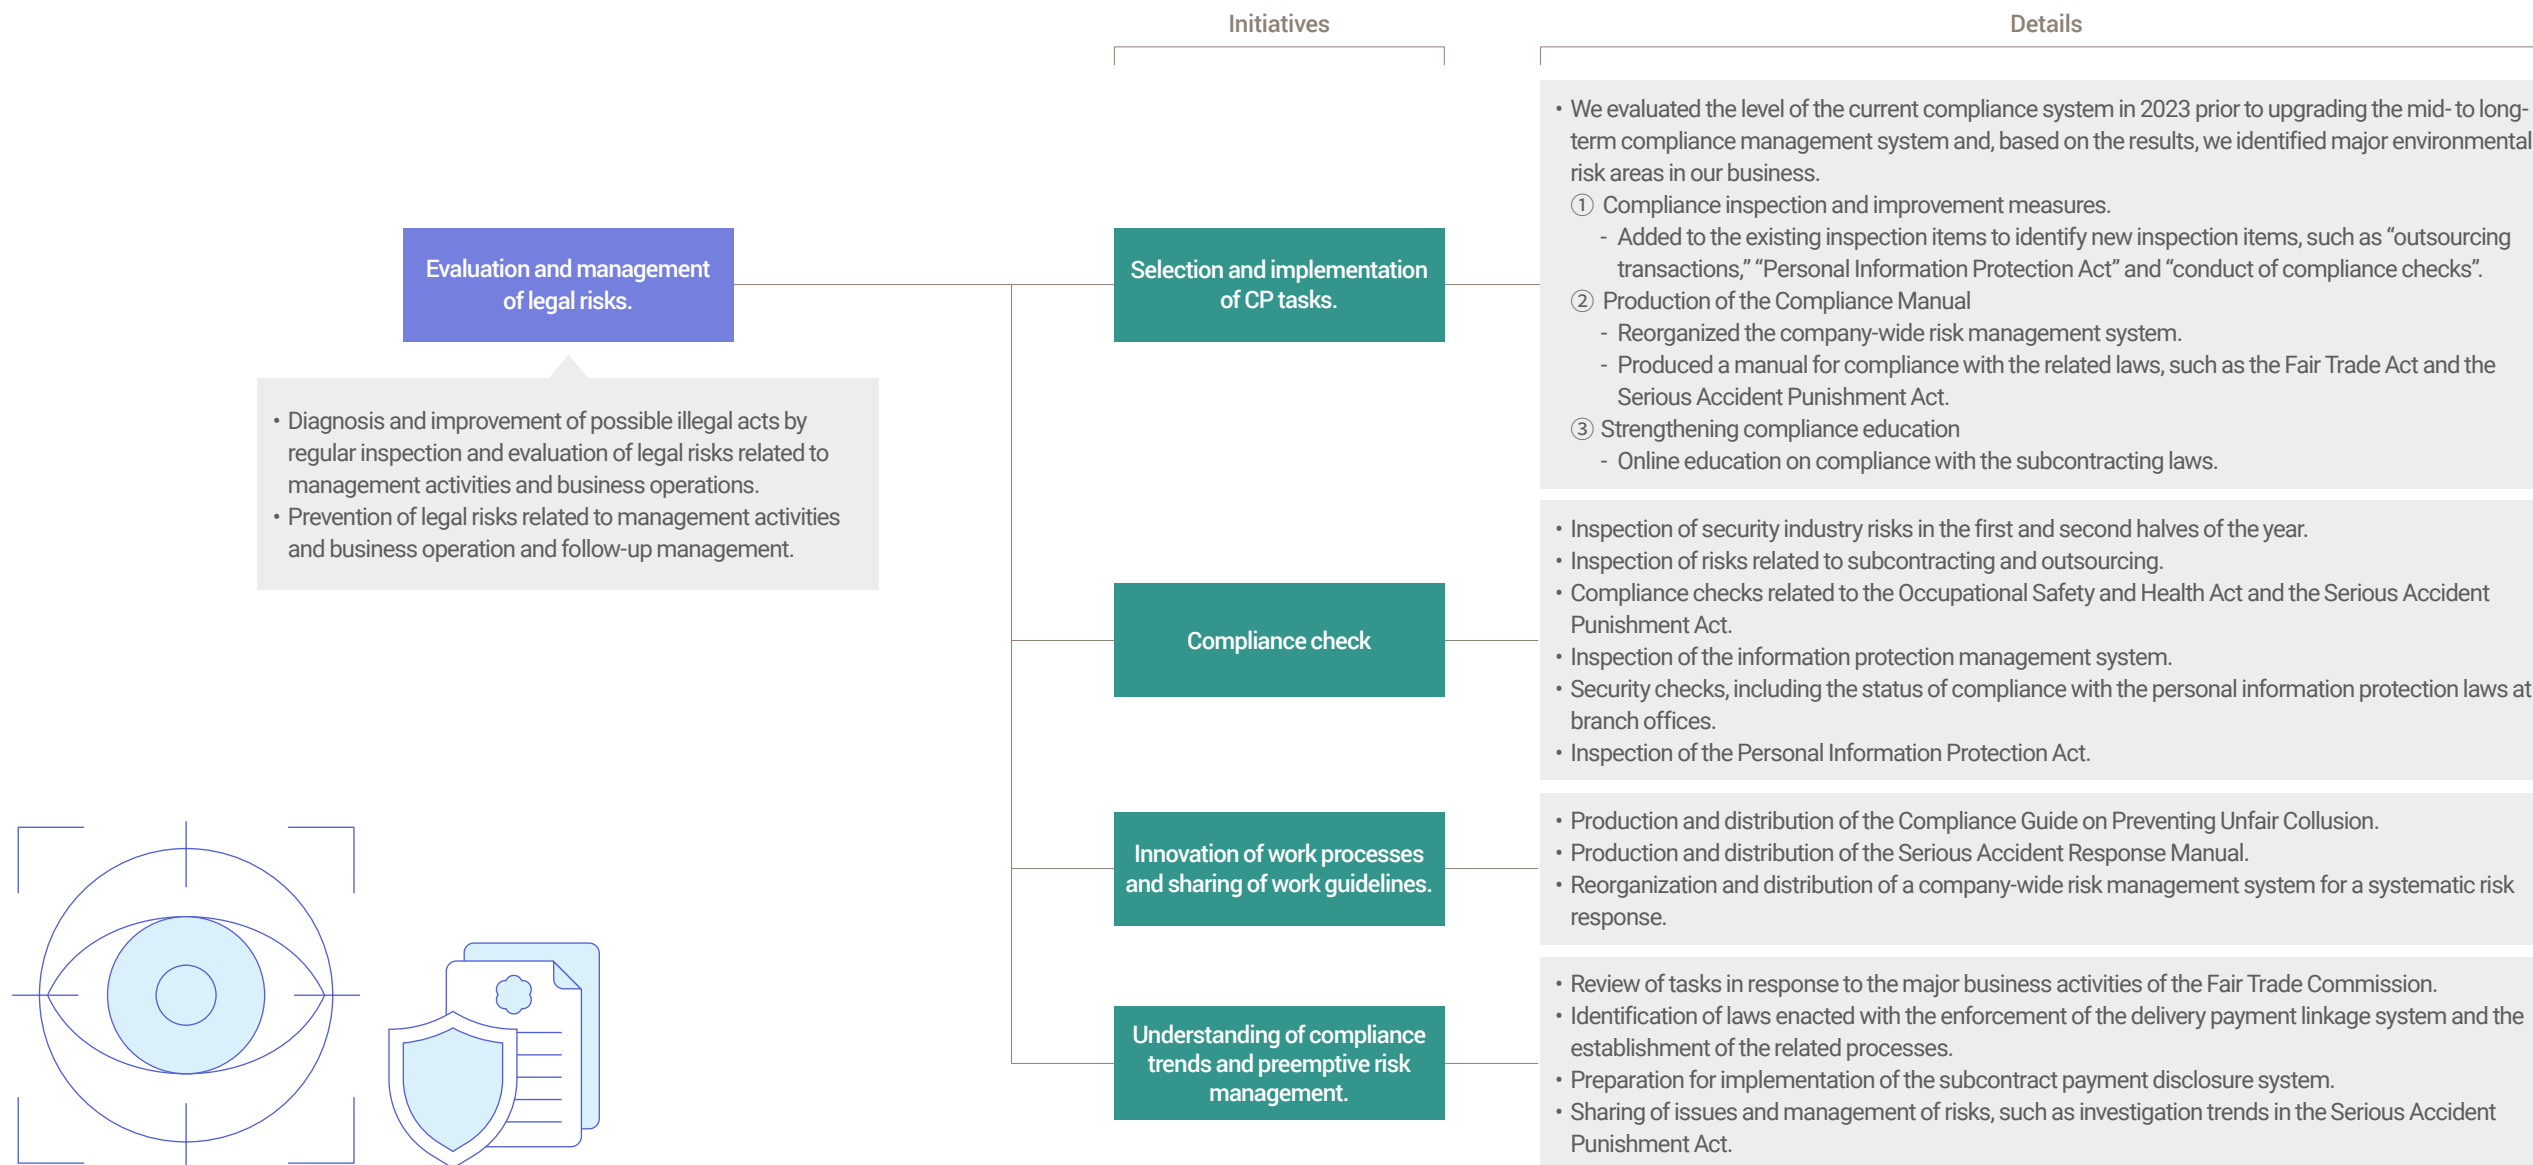 Initiatives
Details
Evaluation and management
of legal risks.
• Diagnosis and improvement of possible illegal acts by
regular inspection and evaluation of legal risks related to
management activities and business operations.
• Prevention of legal risks related to management activities
and business operation and follow-up management.
Selection and implementation
of CP tasks.
• We evaluated the level of the current compliance system in 2023 prior to upgrading the mid- to long-
term compliance management system and, based on the results, we identified major environmental
risk areas in our business.
① Compliance inspection and improvement measures.
- Added to the existing inspection items to identify new inspection items, such as “outsourcing
transactions,” “Personal Information Protection Act” and “conduct of compliance checks”.
② Production of the Compliance Manual
- Reorganized the company-wide risk management system.
- Produced a manual for compliance with the related laws, such as the Fair Trade Act and the
Serious Accident Punishment Act.
③ Strengthening compliance education
- Online education on compliance with the subcontracting laws.
Compliance check
• Inspection of security industry risks in the first and second halves of the year.
• Inspection of risks related to subcontracting and outsourcing.
• Compliance checks related to the Occupational Safety and Health Act and the Serious Accident
Punishment Act.
• Inspection of the information protection management system.
• Security checks, including the status of compliance with the personal information protection laws at
branch offices.
• Inspection of the Personal Information Protection Act.
Innovation of work processes
and sharing of work guidelines.
• Production and distribution of the Compliance Guide on Preventing Unfair Collusion.
• Production and distribution of the Serious Accident Response Manual.
• Reorganization and distribution of a company-wide risk management system for a systematic risk
response.
Understanding of compliance
trends and preemptive risk
management.
• Review of tasks in response to the major business activities of the Fair Trade Commission.
• Identification of laws enacted with the enforcement of the delivery payment linkage system and the
establishment of the related processes.
• Preparation for implementation of the subcontract payment disclosure system.
• Sharing of issues and management of risks, such as investigation trends in the Serious Accident
Punishment Act.